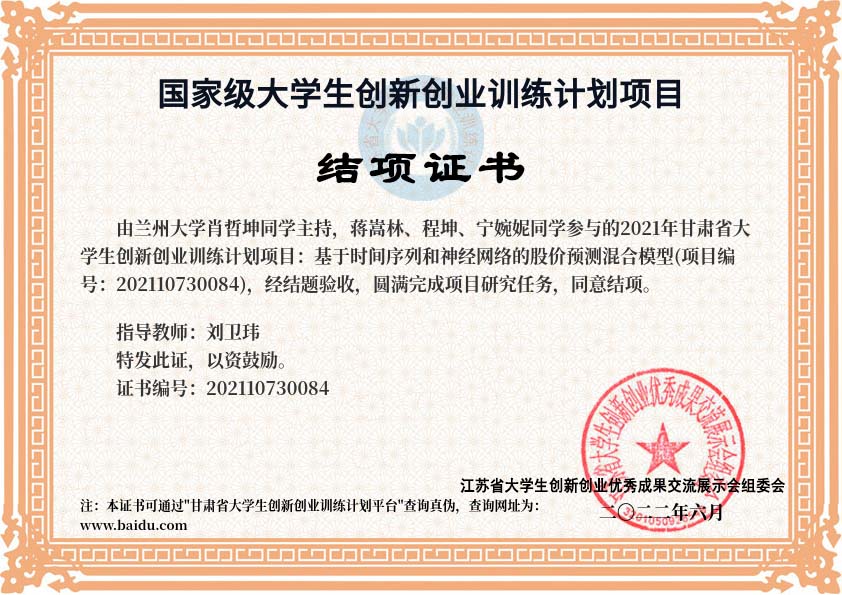 国家级大学生创新创业训练计划项目
结项证书
由兰州大学肖哲坤同学主持，蒋嵩林、程坤、宁婉妮同学参与的2021年甘肃省大
学生创新创业训练计划项目：基于时间序列和神经网络的股价预测混合模型(项目编
号：202110730084)，经结题验收，圆满完成项目研究任务，同意结项。
指导教师：刘卫玮
特发此证，以资鼓励。
证书编号：202110730084
江苏省大学生创新创业优秀成果交流展示会组委会
二〇二二年六月
注：本证书可通过"甘肃省大学生创新创业训练计划平台"查询真伪，查询网址为：
www.baidu.com